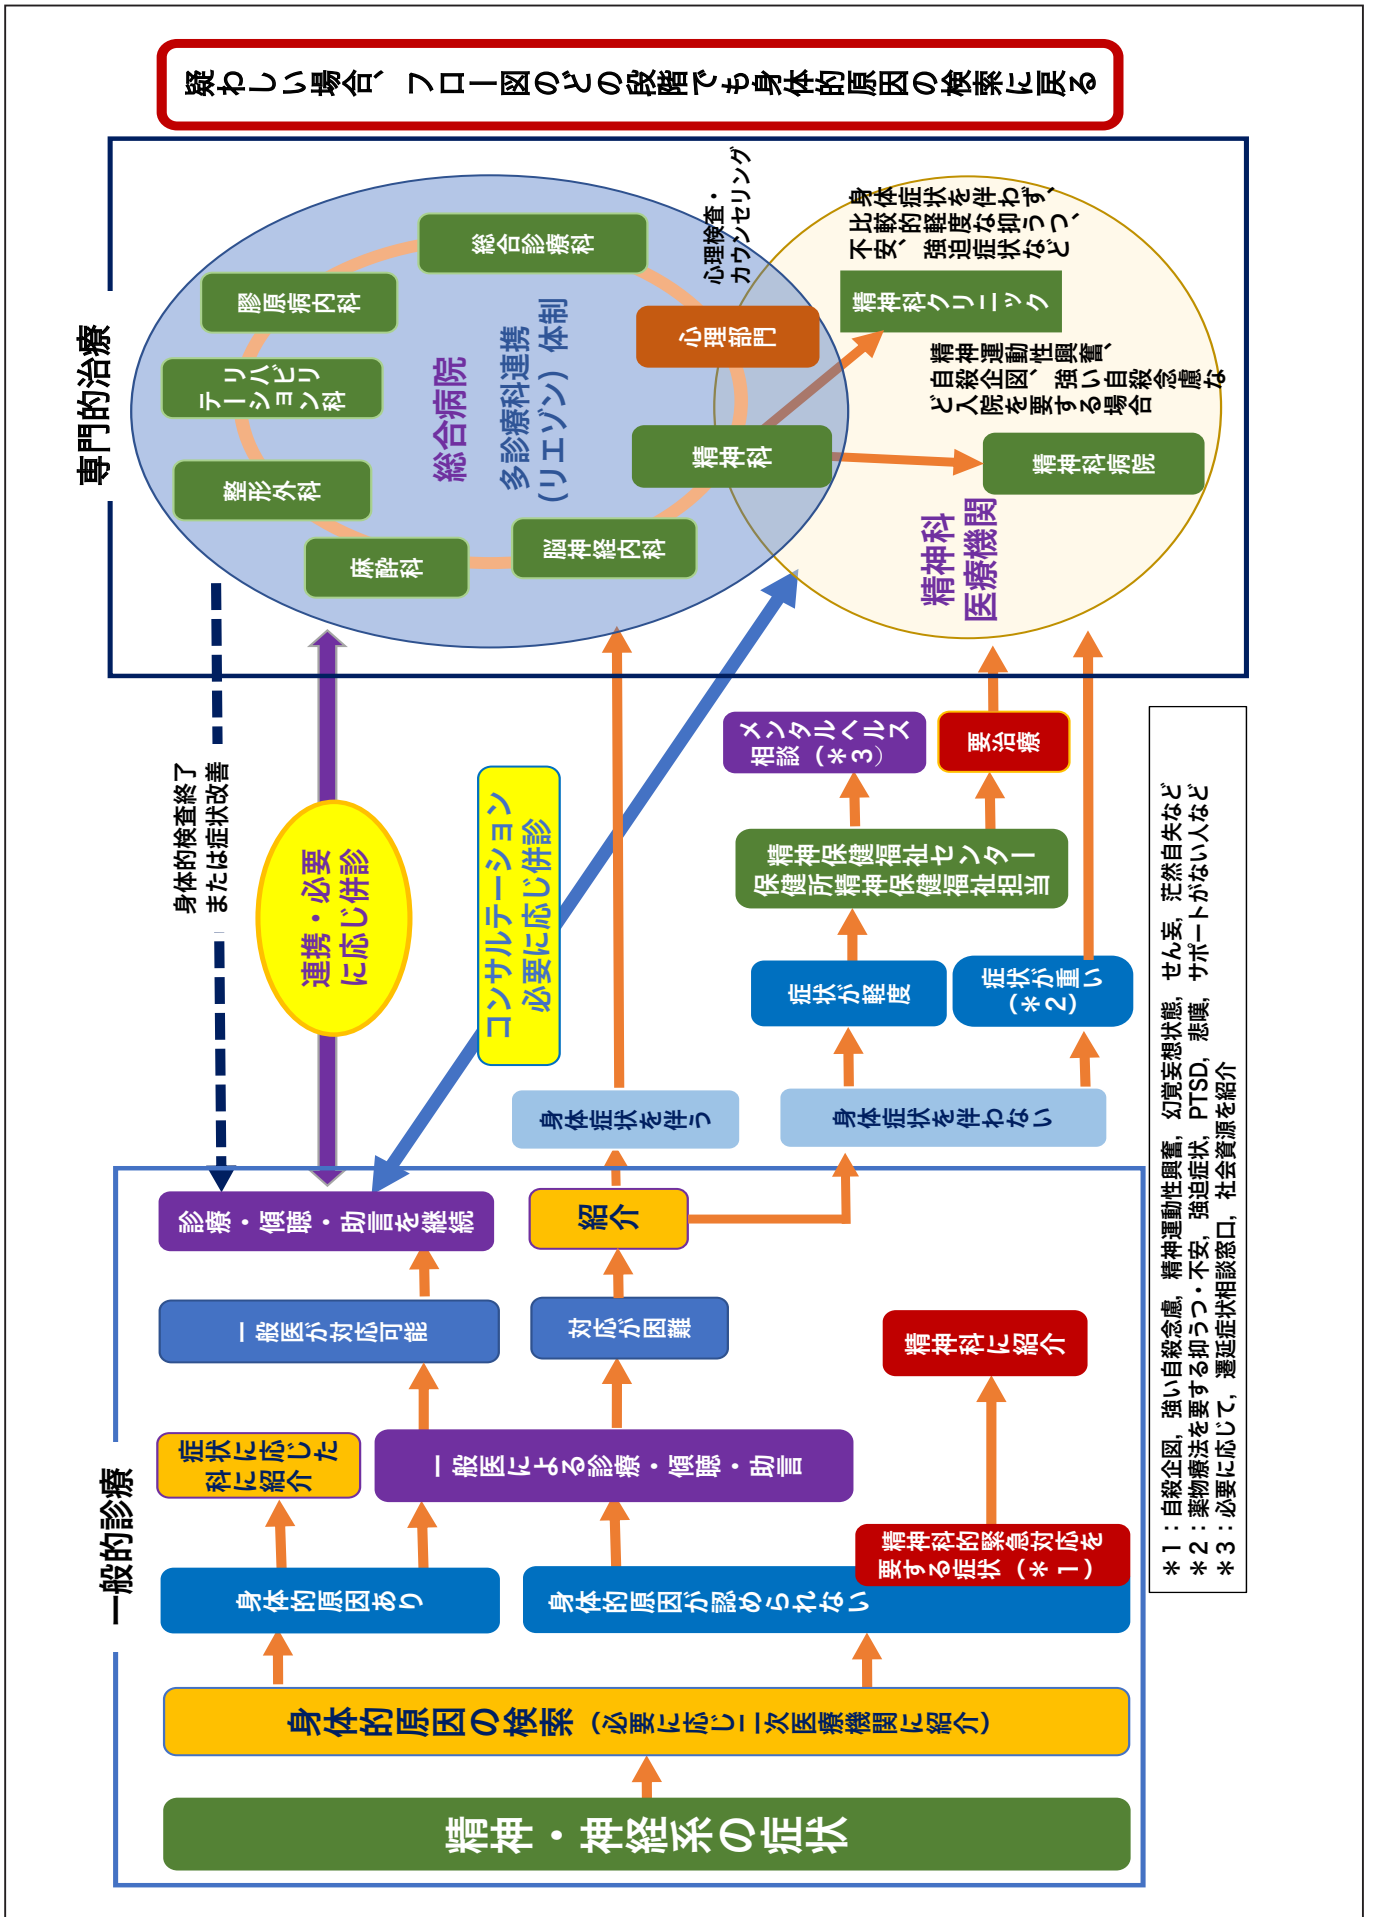 疑わしい場合、フロー図のどの段階でも身体的原因の検索に戻る
専門的治療
総合診療科
膠原病内科
リハビリ
テーション科
整形外科
麻酔科
脳神経内科
精神科
心理部門
心理検査・
カウンセリング
総合病院
多診療科連携
(リエゾン) 体制
身体症状を伴わず、
比較的軽度な抑うつ、
不安、強迫症状など
精神科クリニック
精神運動性興奮、
自殺企図、強い自殺念慮な
ど入院を要する場合
精神科病院
精神科
医療機関
身体的検査終了
または症状改善
連携・必要
に応じ併診
コンサルテーション
必要に応じ併診
メンタルヘルス
相談（＊３）
要治療
精神保健福祉センター
保健所精神保健福祉担当
症状が軽度
症状が重い
（＊２）
身体症状を伴う
身体症状を伴わない
一般的診療
診療・傾聴・助言を継続
紹介
一般医が対応可能
対応が困難
精神科に紹介
症状に応じた
科に紹介
一般医による診療・傾聴・助言
身体的原因あり
身体的原因が認められない
精神科的緊急対応を
要する症状（＊１）
身体的原因の検索（必要に応じ二次医療機関に紹介）
精神・神経系の症状
＊１：自殺企図，強い自殺念慮，精神運動性興奮，幻覚妄想状態，せん妄，茫然自失など
＊２：薬物療法を要する抑うつ・不安，強迫症状，PTSD，悲嘆，サポートがない人など
＊３：必要に応じて，遷延症状相談窓口，社会資源を紹介